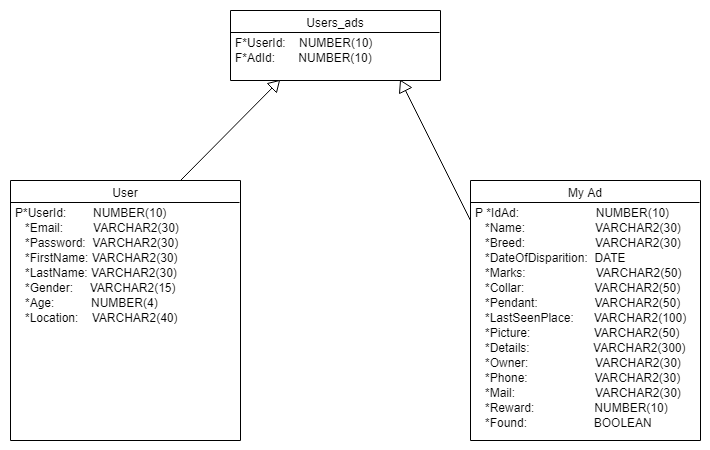 Users_ads
F*UserId: NUMBER(10)
F*AdId: NUMBER(10)
User
P*UserId: NUMBER(10)
*Email: VARCHAR2(30)
*Password: VARCHAR2(30)
*FirstName: VARCHAR2(30)
*LastName: VARCHAR2(30)
*Gender: VARCHAR2(15)
*Age: NUMBER(4)
*Location: VARCHAR2(40)
My Ad
P *IdAd: NUMBER(10)
*Name: VARCHAR2(30)
*Breed: VARCHAR2(30)
*DateOfDisparition: DATE
*Marks: VARCHAR2(50)
*Collar: VARCHAR2(50)
*Pendant: VARCHAR2(50)
*LastSeenPlace: VARCHAR2(100)
*Picture: VARCHAR2(50)
*Details: VARCHAR2(300)
*Owner: VARCHAR2(30)
*Phone: VARCHAR2(30)
*Mail: VARCHAR2(30)
*Reward: NUMBER(10)
*Found: BOOLEAN